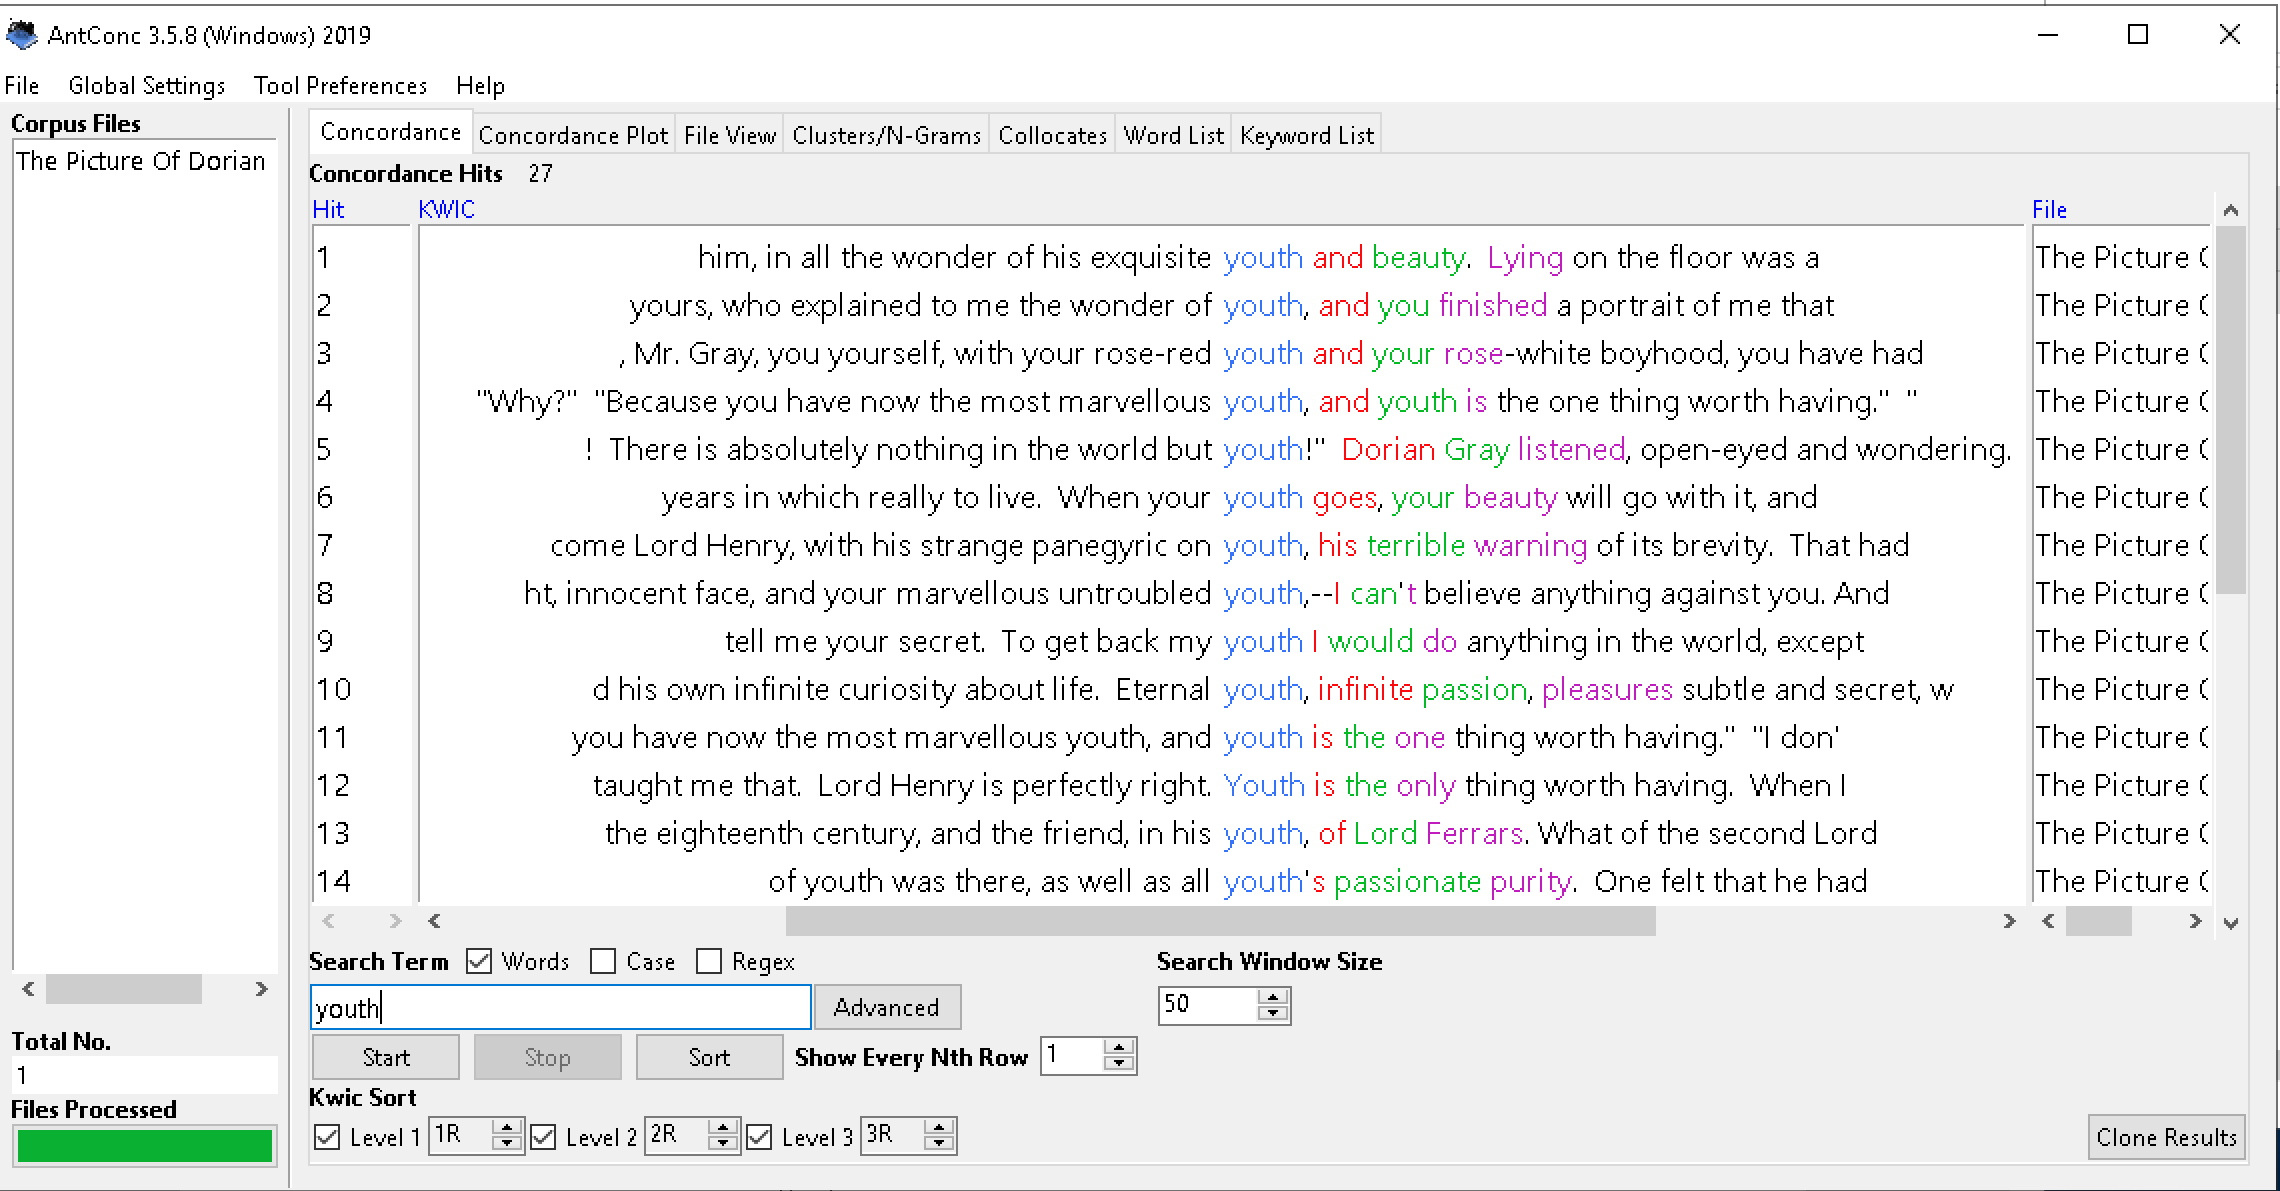 AntConc 3.5.8 (Windows) 2019
File Global Settings Tool Preferences Help
Corpus Files
The Picture Of Dorian
Total No.
1
Files Processed
Concordance Concordance Plot File View Clusters/N-Grams Collocates Word List Keyword List
Concordance Hits 27
Hit KWIC File
1 him, in all the wonder of his exquisite youth and beauty. Lying on the floor was a The Picture
2 yours, who explained to me the wonder of youth, and you finished a portrait of me that The Picture
3 , Mr. Gray, you yourself, with your rose-red youth and your rose-white boyhood, you have had The Picture
4 "Why?" "Because you have now the most marvellous youth, and youth is the one thing worth having." " The Picture
5 ! There is absolutely nothing in the world but youth!" Dorian Gray listened, open-eyed and wondering. The Picture
6 years in which really to live. When your youth goes, your beauty will go with it, and The Picture
7 come Lord Henry, with his strange panegyric on youth, his terrible warning of its brevity. That had The Picture
8 ht, innocent face, and your marvellous untroubled youth,--I can't believe anything against you. And The Picture
9 tell me your secret. To get back my youth I would do anything in the world, except The Picture
10 d his own infinite curiosity about life. Eternal youth, infinite passion, pleasures subtle and secret, w The Picture
11 you have now the most marvellous youth, and youth is the one thing worth having." "I don' The Picture
12 taught me that. Lord Henry is perfectly right. Youth is the only thing worth having. When I The Picture
13 the eighteenth century, and the friend, in his youth, of Lord Ferrars. What of the second Lord The Picture
14 of youth was there, as well as all youth's passionate purity. One felt that he had The Picture
Search Term Words Case Regex Search Window Size
youth Advanced 50
Start Stop Sort Show Every Nth Row 1
Kwic Sort
Level 1 1R Level 2 2R Level 3 3R Clone Results